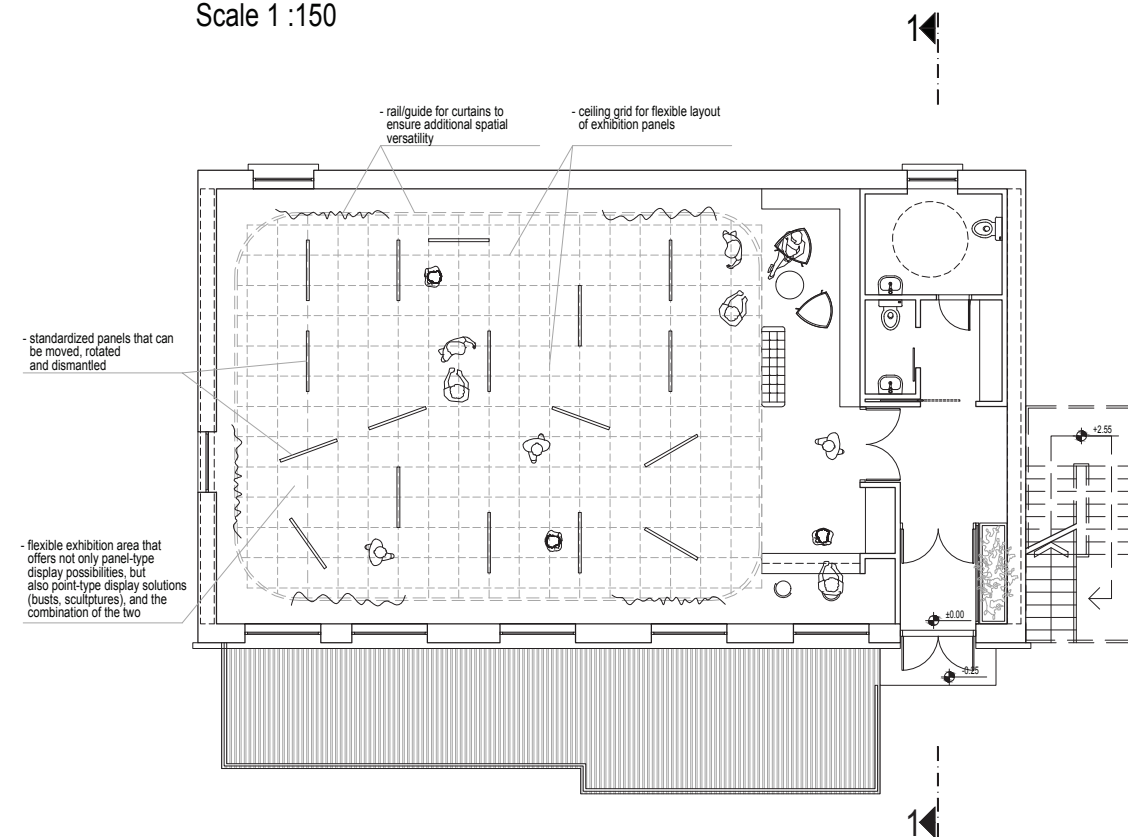 Scale 1 :150
1
- rail/guide for curtains to
ensure additional spatial
versatility
- ceiling grid for flexible layout
of exhibition panels
- standardized panels that can
be moved, rotated
and dismantled
+2.55
- flexible exhibition area that
offers not only panel-type
display possibilities, but
also point-type display solutions
(busts, scultptures), and the
combination of the two
±0.00
-0.25
1